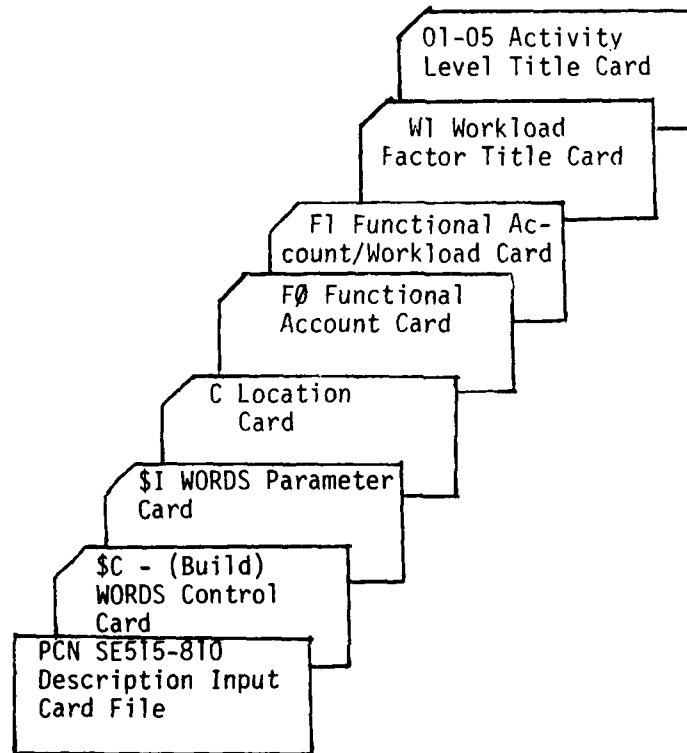 01-05 Activity
Level Title Card
W1 Workload
Factor Title Card
F1 Functional Ac-
count/Workload Card
FØ Functional
Account Card
C Location
Card
$I WORDS Parameter
Card
$C - (Build)
WORDS Control
Card
PCN SE515-810
Description Input
Card File